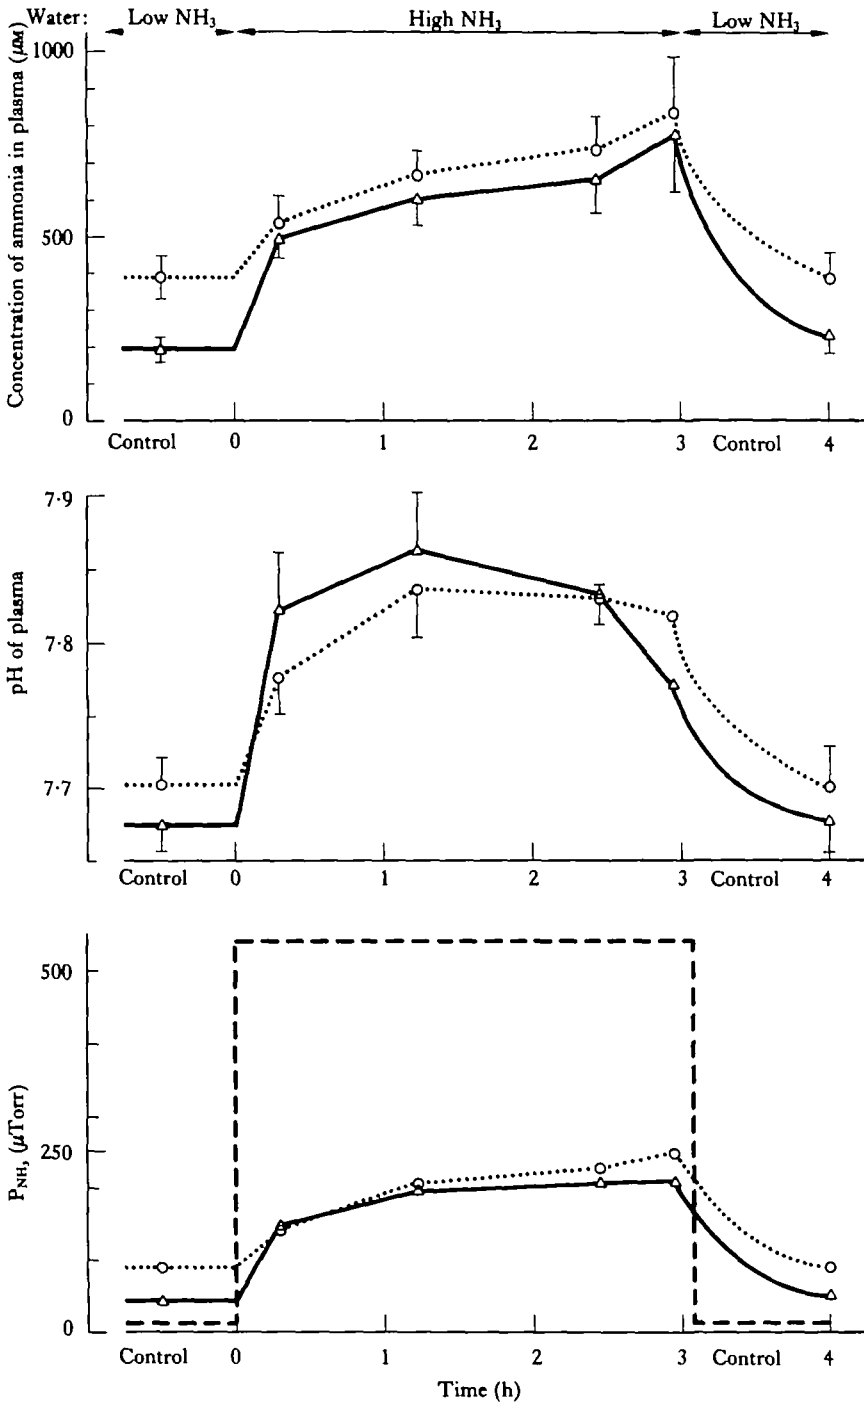 Water: Low NH₃ High NH₃ Low NH₃
Concentration of ammonia in plasma (μM)
1000
500
0
Control 0 1 2 3 Control 4
pH of plasma
7·9
7·8
7·7
Control 0 1 2 3 Control 4
P_NH₃ (μTorr)
500
250
0
Control 0 1 2 3 Control 4
Time (h)